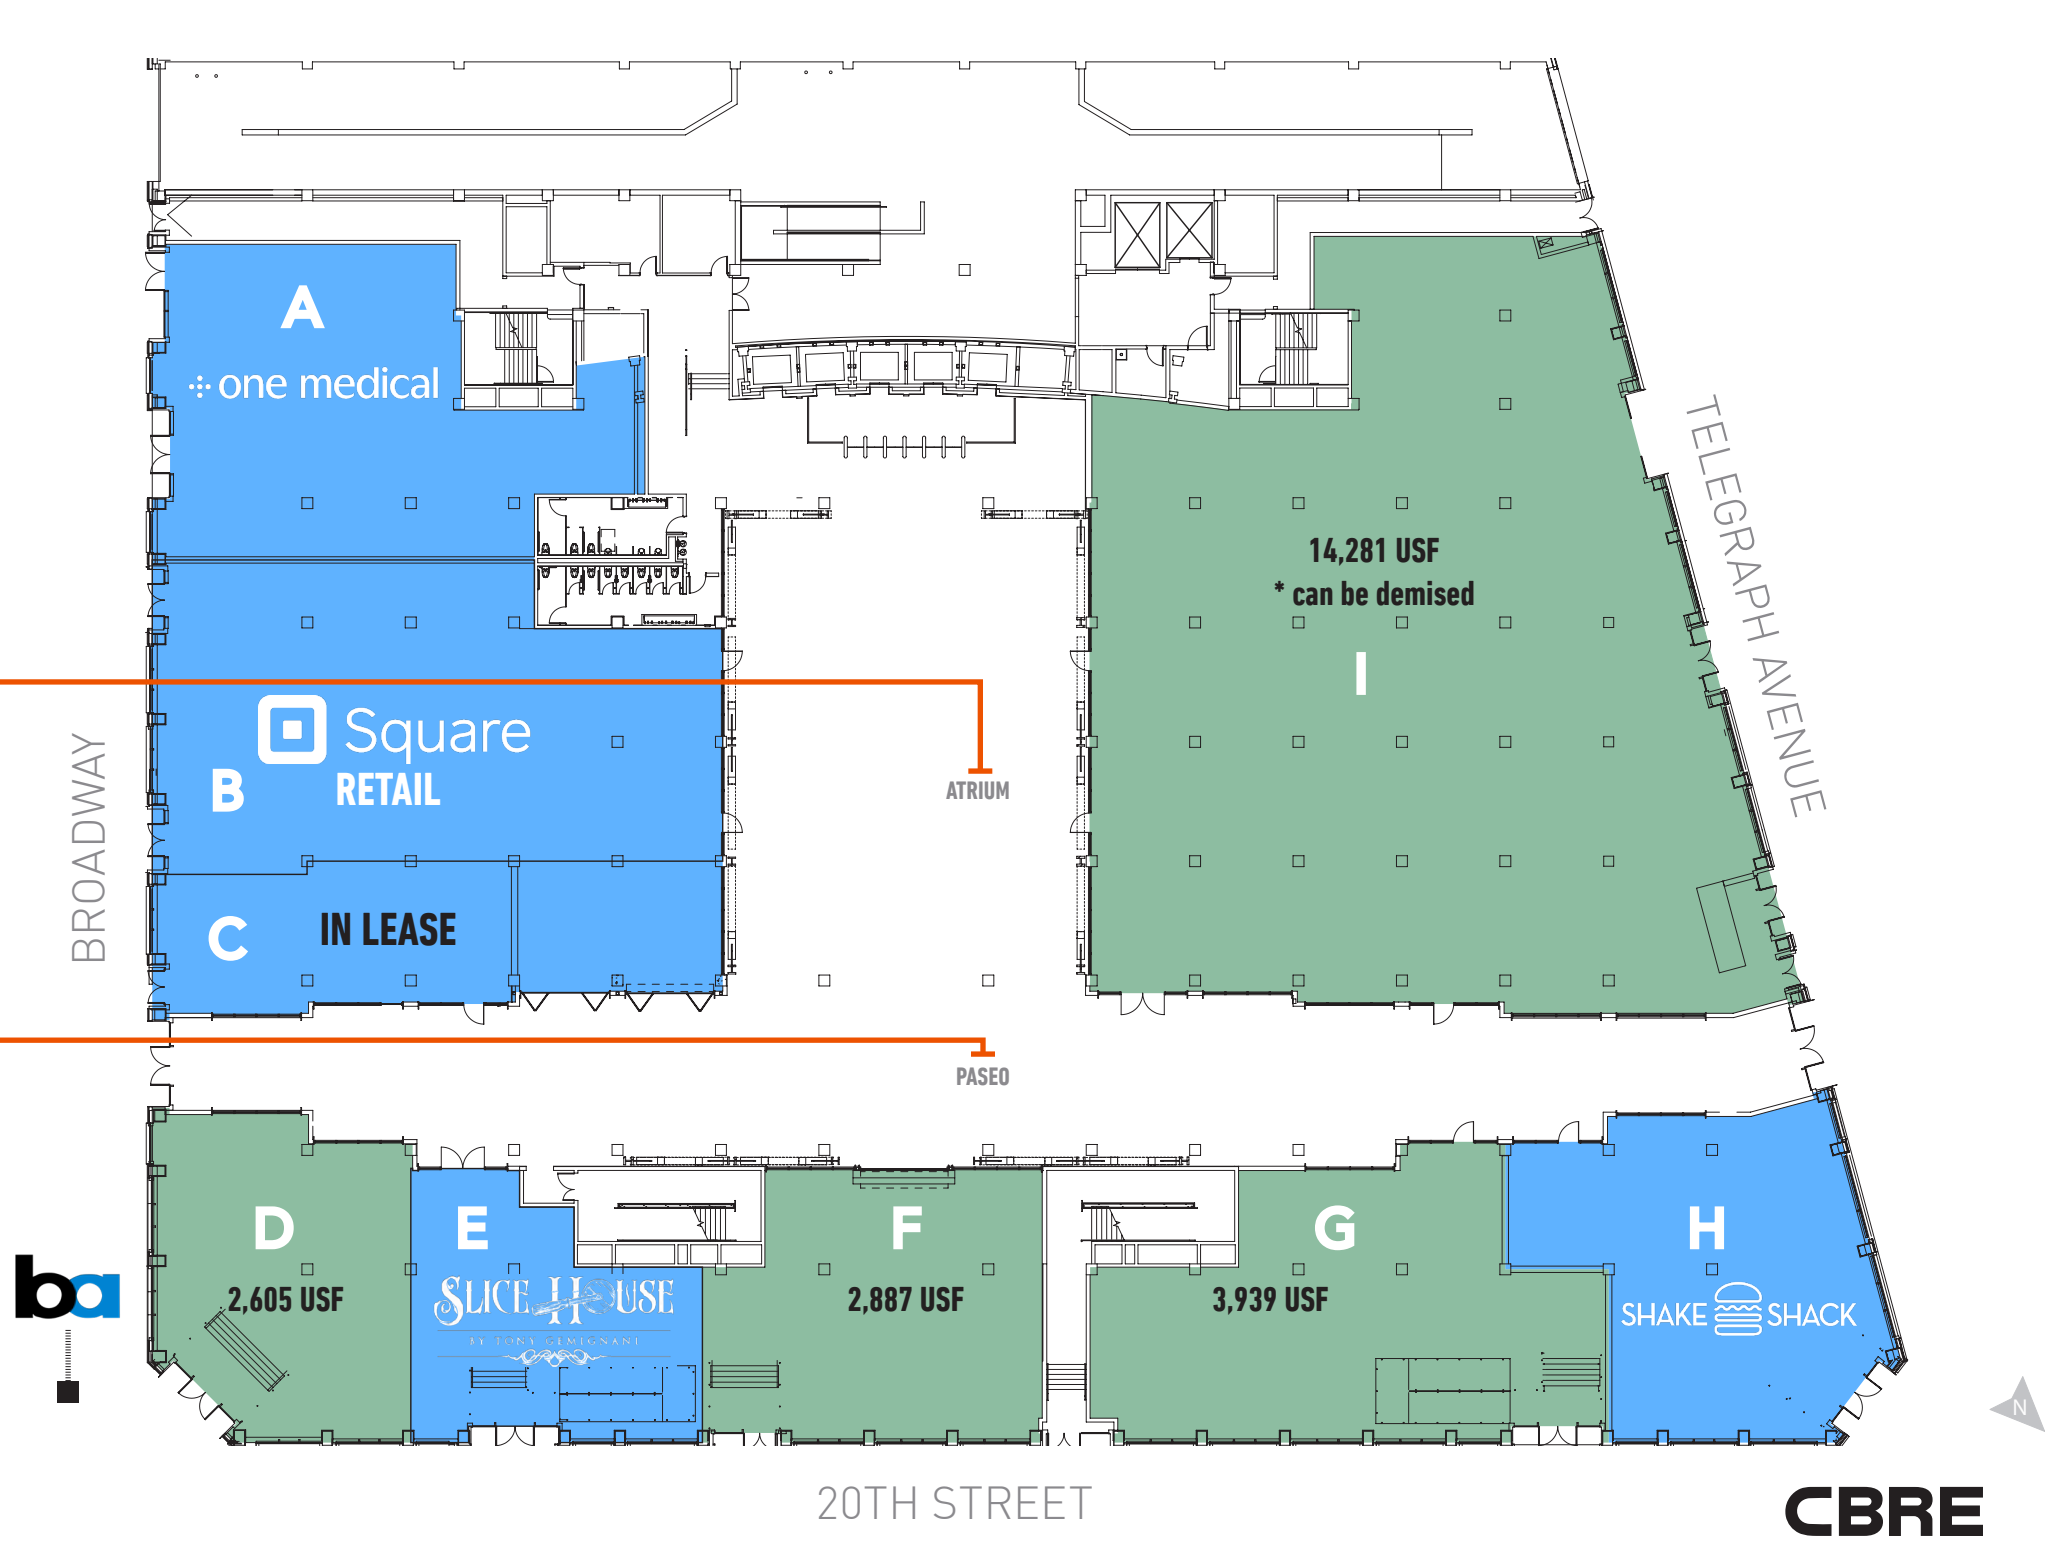 A
one medical
14,281 USF
* can be demised
I
TELEGRAPH AVENUE
Square
RETAIL
B
ATRIUM
BROADWAY
C
IN LEASE
PASEO
D
2,605 USF
E
SLICE HOUSE
BY TONY GEMIGNANI
F
2,887 USF
G
3,939 USF
H
SHAKE SHACK
ba
N
20TH STREET
CBRE